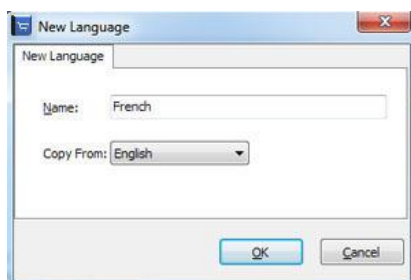 New Language
New Language
Name: French
Copy From: English
OK Cancel